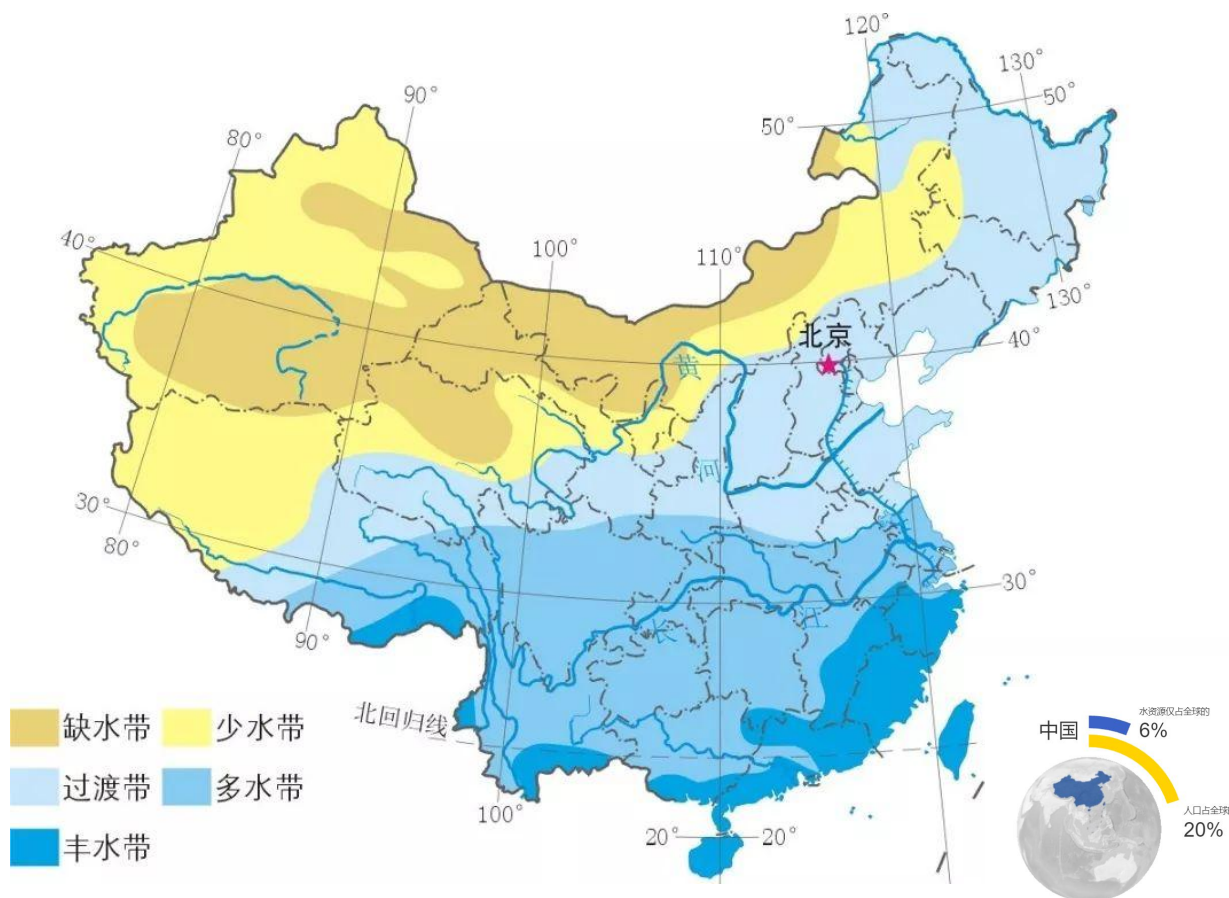 120°
90°
130°
50°
50°
80°
40°
100°
110°
130°
北京
40°
黄
河
30°
80°
30°
90°
长
江
北回归线
缺水带
少水带
过渡带
多水带
丰水带
100°
20°
20°
水资源仅占全球的
中国
6%
人口占全球
20%